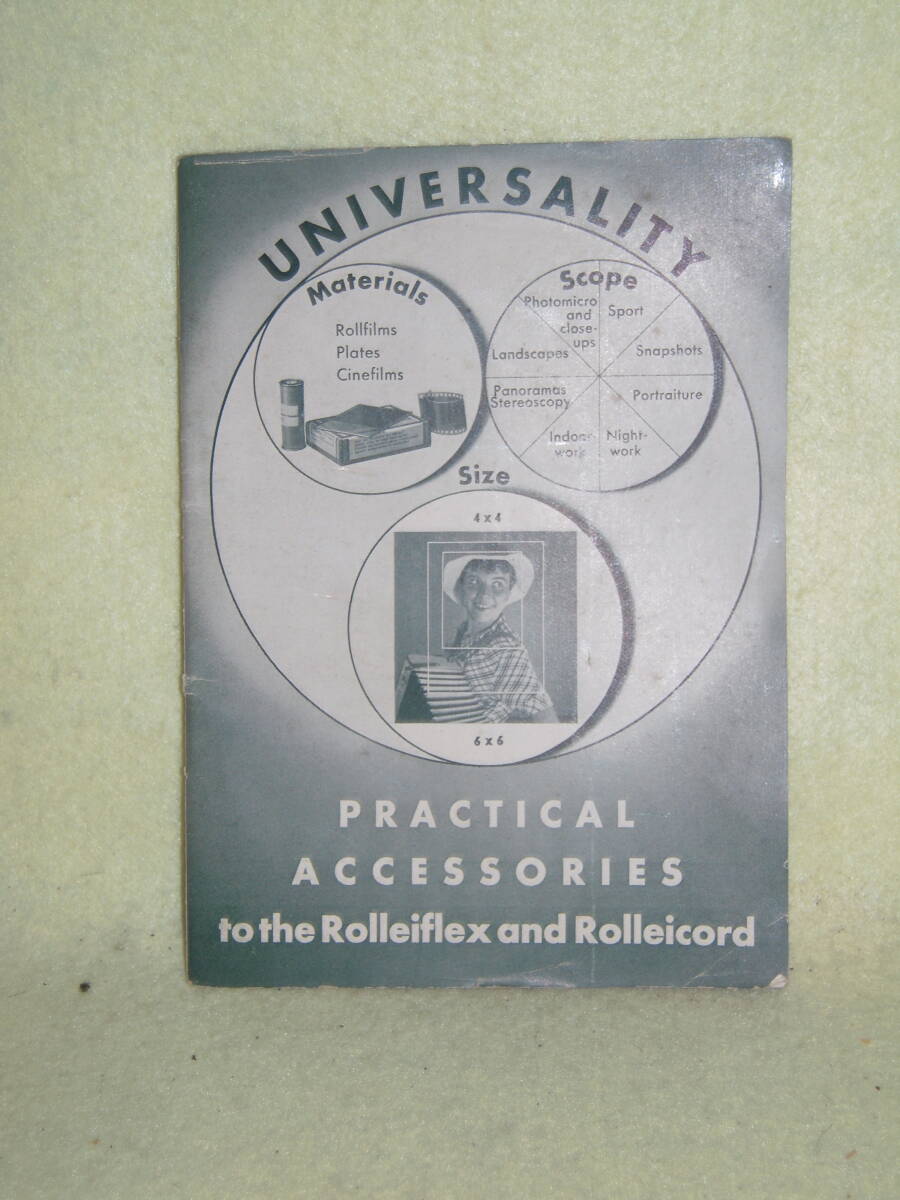 UNIVERSALITY
Materials
Rollfilms
Plates
Cinefilms
Scope
Photomicro
and
close-
ups
Sport
Landscapes
Snapshots
Panoramas
Stereoscopy
Portraiture
Indoor-
work
Night-
work
Size
4 x 4
6 x 6
PRACTICAL
ACCESSORIES
to the Rolleiflex and Rolleicord